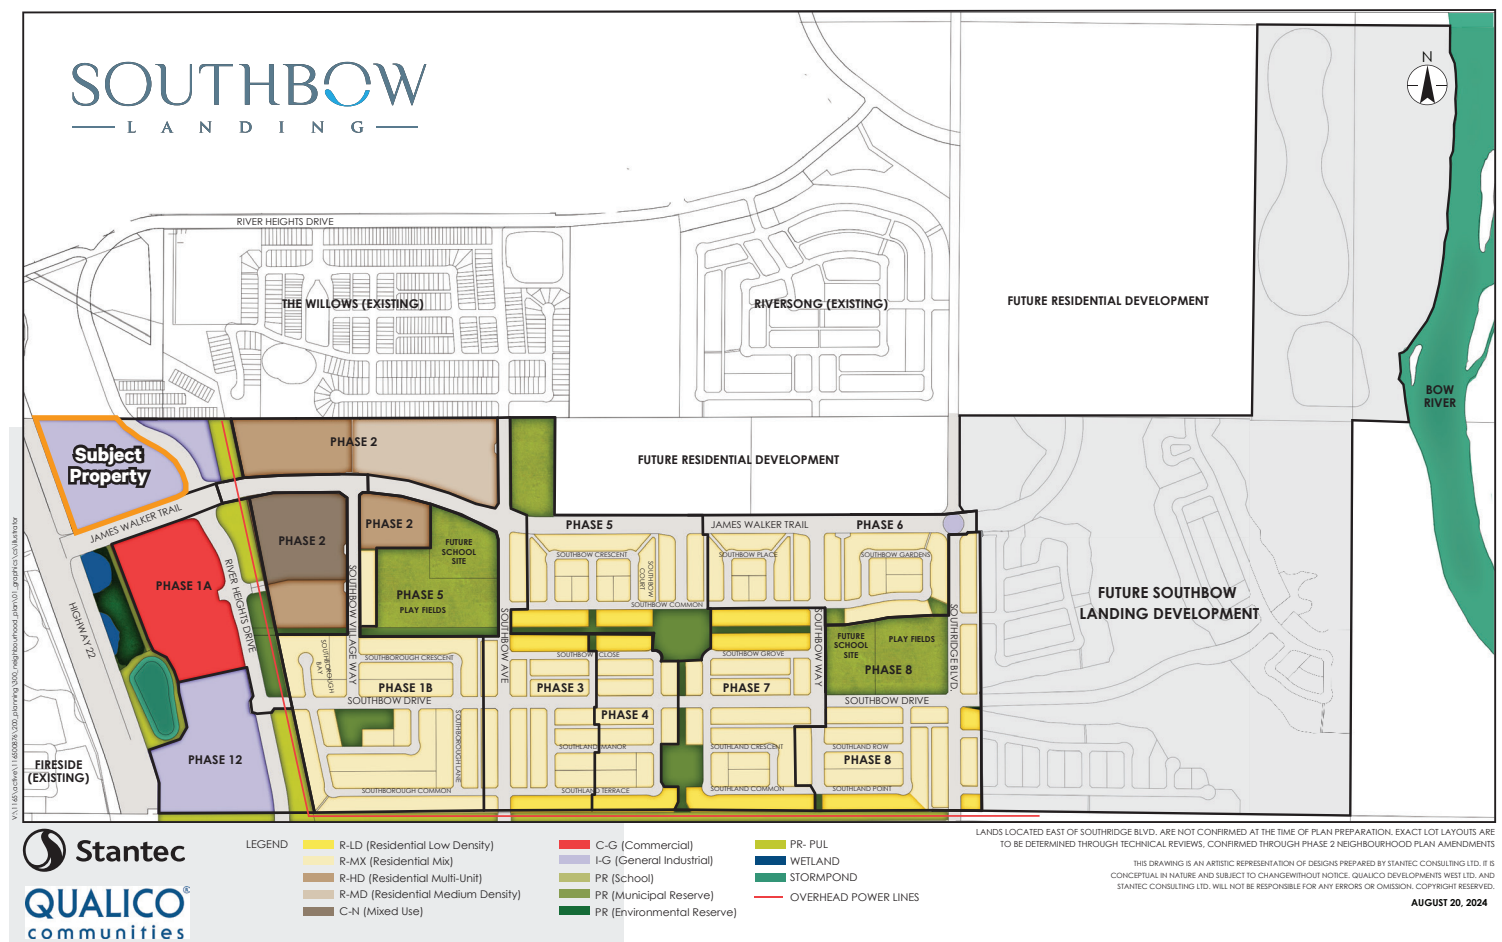 SOUTHBOW
LANDING
N
RIVER HEIGHTS DRIVE
THE WILLOWS (EXISTING)
RIVERSONG (EXISTING)
FUTURE RESIDENTIAL DEVELOPMENT
BOW
RIVER
Subject
Property
PHASE 2
FUTURE RESIDENTIAL DEVELOPMENT
JAMES WALKER TRAIL
PHASE 2
PHASE 2
FUTURE
SCHOOL
SITE
PHASE 5
JAMES WALKER TRAIL
PHASE 6
SOUTHBOW CRESCENT
SOUTHBOW PLACE
SOUTHBOW GARDENS
SOUTHBOW
COURT
PHASE 1A
RIVER HEIGHTS DRIVE
HIGHWAY 22
SOUTHBOW VILLAGE WAY
PHASE 5
PLAY FIELDS
SOUTHBOW COMMON
SOUTHBOW AVE
SOUTHBOW WAY
SOUTHRIDGE BLVD
FUTURE SOUTHBOW
LANDING DEVELOPMENT
FUTURE
SCHOOL
SITE
PLAY FIELDS
PHASE 8
SOUTHBOROUGH
BAY
SOUTHBOROUGH CRESCENT
SOUTHBOW CLOSE
SOUTHBOW GROVE
PHASE 1B
PHASE 3
PHASE 7
SOUTHBOW DRIVE
SOUTHBOW DRIVE
PHASE 4
SOUTHBOROUGH LANE
SOUTHLAND MANOR
SOUTHLAND CRESCENT
SOUTHLAND ROW
PHASE 12
PHASE 8
FIRESIDE
(EXISTING)
SOUTHBOROUGH COMMON
SOUTHLAND TERRACE
SOUTHLAND COMMON
SOUTHLAND POINT
Stantec
QUALICO®
communities
LEGEND
R-LD (Residential Low Density)
R-MX (Residential Mix)
R-HD (Residential Multi-Unit)
R-MD (Residential Medium Density)
C-N (Mixed Use)
C-G (Commercial)
I-G (General Industrial)
PR (School)
PR (Municipal Reserve)
PR (Environmental Reserve)
PR- PUL
WETLAND
STORMPOND
OVERHEAD POWER LINES
LANDS LOCATED EAST OF SOUTHRIDGE BLVD. ARE NOT CONFIRMED AT THE TIME OF PLAN PREPARATION. EXACT LOT LAYOUTS ARE
TO BE DETERMINED THROUGH TECHNICAL REVIEWS, CONFIRMED THROUGH PHASE 2 NEIGHBOURHOOD PLAN AMENDMENTS
THIS DRAWING IS AN ARTISTIC REPRESENTATION OF DESIGNS PREPARED BY STANTEC CONSULTING LTD. IT IS
CONCEPTUAL IN NATURE AND SUBJECT TO CHANGEWITHOUT NOTICE. QUALICO DEVELOPMENTS WEST LTD. AND
STANTEC CONSULTING LTD. WILL NOT BE RESPONSIBLE FOR ANY ERRORS OR OMISSION. COPYRIGHT RESERVED.
AUGUST 20, 2024